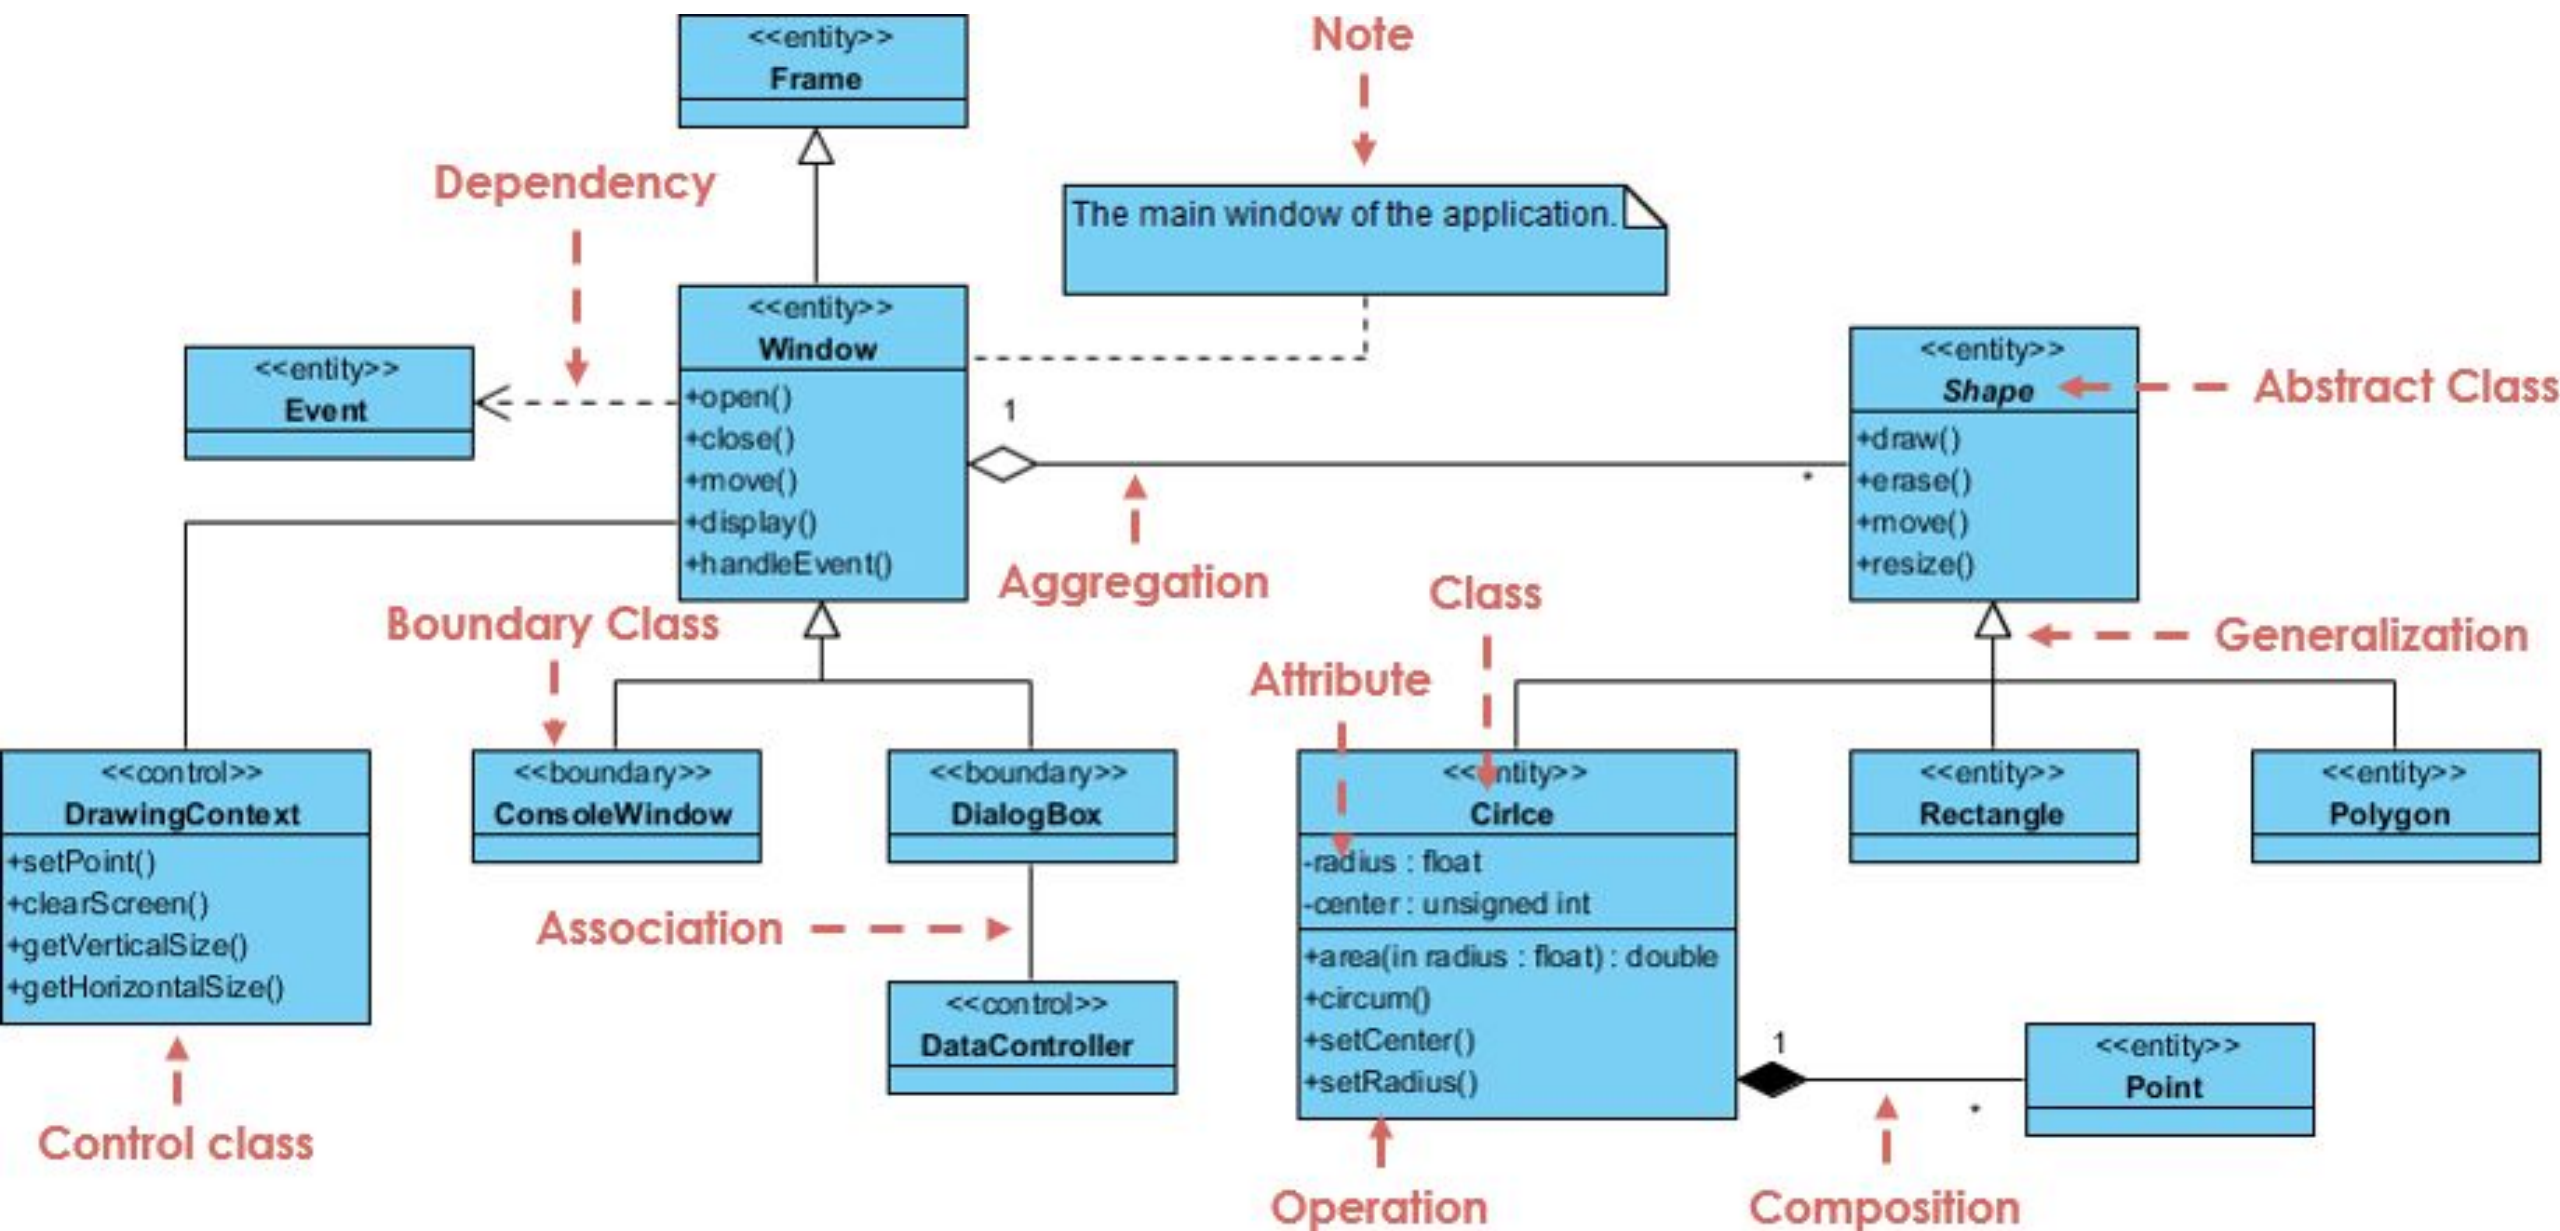 <<entity>>
Frame
Note
Dependency
The main window of the application.
<<entity>>
Window
+open()
+close()
+move()
+display()
+handleEvent()
<<entity>>
Event
1
*
<<entity>>
Shape
+draw()
+erase()
+move()
+resize()
Abstract Class
Aggregation
Boundary Class
Class
Attribute
Generalization
<<control>>
DrawingContext
+setPoint()
+clearScreen()
+getVerticalSize()
+getHorizontalSize()
<<boundary>>
ConsoleWindow
<<boundary>>
DialogBox
<<entity>>
Cirlce
-radius : float
-center : unsigned int
+area(in radius : float) : double
+circum()
+setCenter()
+setRadius()
<<entity>>
Rectangle
<<entity>>
Polygon
Association
<<control>>
DataController
1
*
<<entity>>
Point
Control class
Operation
Composition